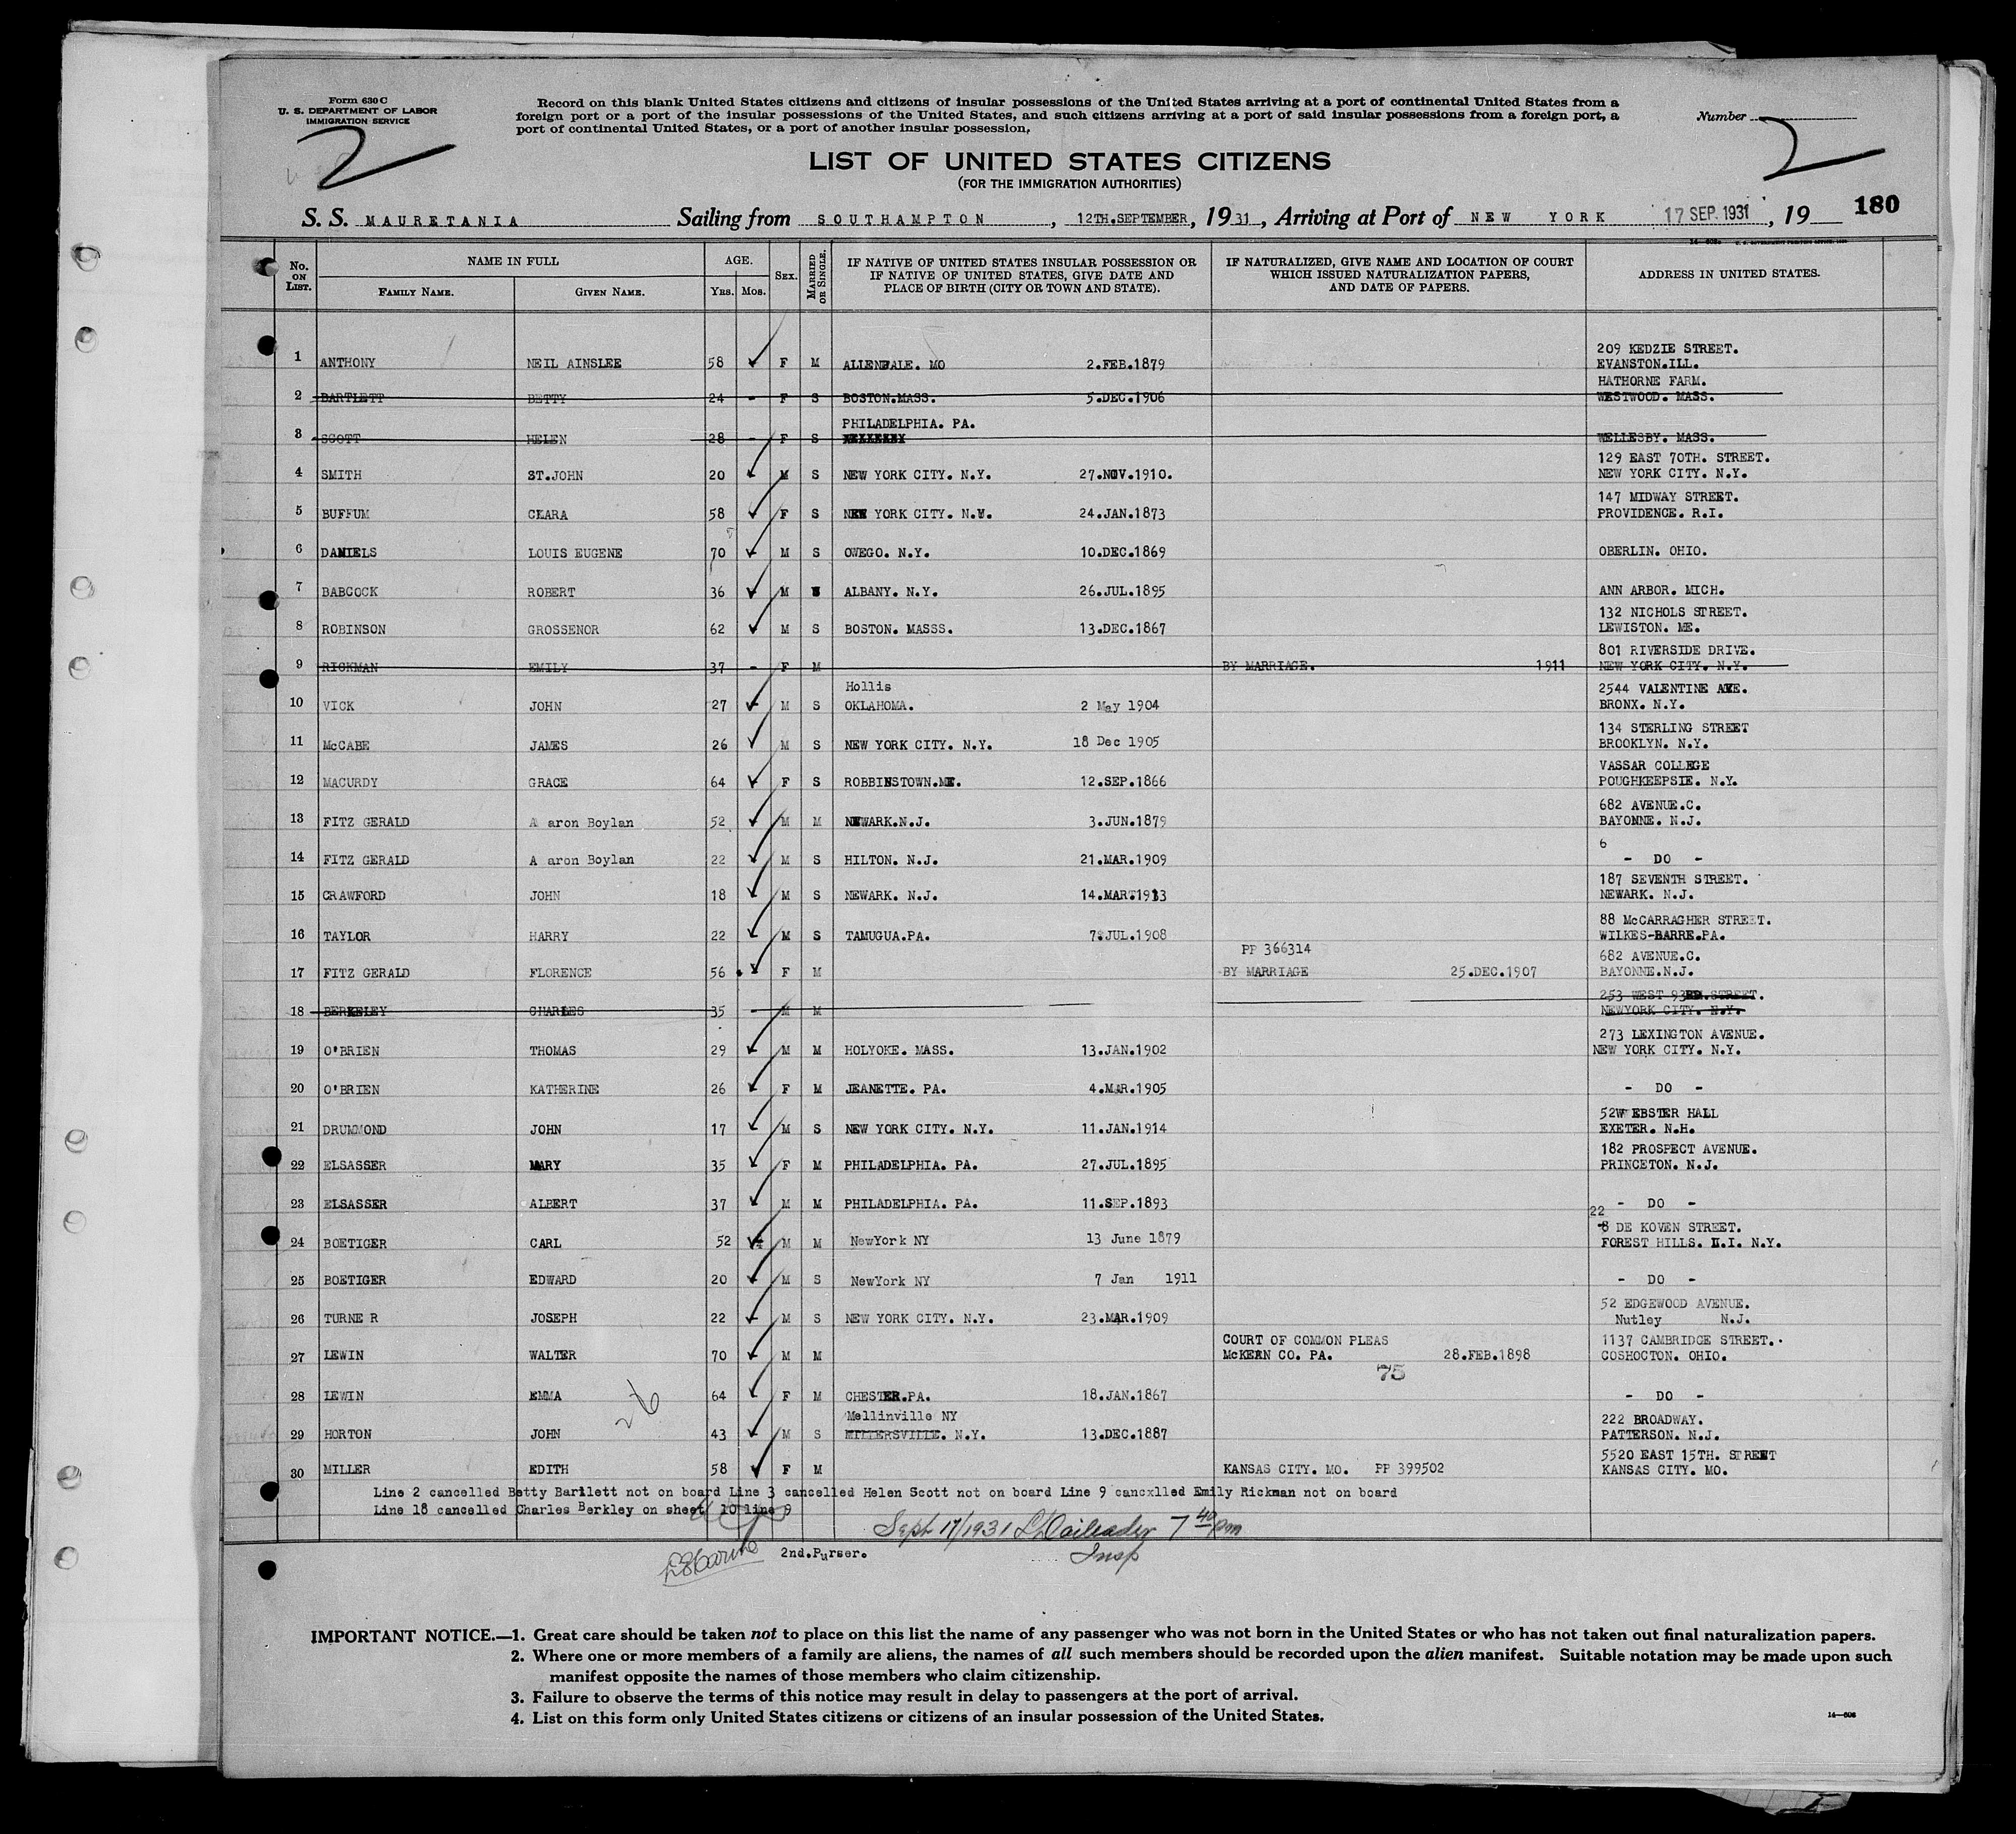 Form 630 C
U. S. DEPARTMENT OF LABOR
IMMIGRATION SERVICE
2
Record on this blank United States citizens and citizens of insular possessions of the United States arriving at a port of continental United States from a
foreign port or a port of the insular possessions of the United States, and such citizens arriving at a port of said insular possessions from a foreign port, a
port of continental United States, or a port of another insular possession.
Number 2
LIST OF UNITED STATES CITIZENS
(FOR THE IMMIGRATION AUTHORITIES)
S. S. MAURETANIA Sailing from SOUTHAMPTON, 12TH.SEPTEMBER, 1931, Arriving at Port of NEW YORK 17 SEP. 1931, 19 180
No. ON LIST. NAME IN FULL AGE. SEX. MARRIED OR SINGLE. IF NATIVE OF UNITED STATES INSULAR POSSESSION OR IF NATIVE OF UNITED STATES, GIVE DATE AND PLACE OF BIRTH (CITY OR TOWN AND STATE). IF NATURALIZED, GIVE NAME AND LOCATION OF COURT WHICH ISSUED NATURALIZATION PAPERS, AND DATE OF PAPERS. ADDRESS IN UNITED STATES.
FAMILY NAME. GIVEN NAME. YRS. MOS.
209 KEDZIE STREET.
1 ANTHONY NEIL AINSLEE 58 F M ALLENDALE. MO 2.FEB.1879 EVANSTON.ILL.
HATHORNE FARM.
2 BARTLETT BETTY 24 - F S BOSTON.MASS. 5.DEC.1906 WESTWOOD. MASS.
PHILADELPHIA. PA.
3 SCOTT HELEN 28 - F S WELLESBY. MASS.
129 EAST 70TH. STREET.
4 SMITH ST.JOHN 20 M S NEW YORK CITY. N.Y. 27.NOV.1910. NEW YORK CITY. N.Y.
147 MIDWAY STREET.
5 BUFFUM CLARA 58 F S NEW YORK CITY. N.Y. 24.JAN.1873 PROVIDENCE. R.I.
6 DANIELS LOUIS EUGENE 70 M S OWEGO. N.Y. 10.DEC.1869 OBERLIN. OHIO.
7 BABCOCK ROBERT 36 M ALBANY. N.Y. 26.JUL.1895 ANN ARBOR. MICH.
132 NICHOLS STREET.
8 ROBINSON GROSSENOR 62 M S BOSTON. MASSS. 13.DEC.1867 LEWISTON. ME.
801 RIVERSIDE DRIVE.
9 RICKMAN EMILY 37 - F M BY MARRIAGE. 1911 NEW YORK CITY. N.Y.
Hollis 2544 VALENTINE AVE.
10 VICK JOHN 27 M S OKLAHOMA. 2 May 1904 BRONX. N.Y.
134 STERLING STREET
11 McCABE JAMES 26 M S NEW YORK CITY. N.Y. 18 Dec 1905 BROOKLYN. N.Y.
VASSAR COLLEGE
12 MACURDY GRACE 64 F S ROBBINSTOWN.ME. 12.SEP.1866 POUGHKEEPSIE. N.Y.
682 AVENUE.C.
13 FITZ GERALD A aron Boylan 52 M M NEWARK.N.J. 3.JUN.1879 BAYONNE. N.J.
6
14 FITZ GERALD A aron Boylan 22 M S HILTON. N.J. 21.MAR.1909 - DO -
187 SEVENTH STREET.
15 CRAWFORD JOHN 18 M S NEWARK. N.J. 14.MAR.1913 NEWARK. N.J.
88 McCARRAGHER STREET.
16 TAYLOR HARRY 22 M S TAMUGUA.PA. 7.JUL.1908 WILKES-BARRE.PA.
PP 366314 682 AVENUE.C.
17 FITZ GERALD FLORENCE 56 F M BY MARRIAGE 25.DEC.1907 BAYONNE.N.J.
253 WEST 93RD.STREET.
18 BERKELEY CHARLES 35 - M M NEWYORK CITY. N.Y.
273 LEXINGTON AVENUE.
19 O'BRIEN THOMAS 29 M M HOLYOKE. MASS. 13.JAN.1902 NEW YORK CITY. N.Y.
20 O'BRIEN KATHERINE 26 F M JEANETTE. PA. 4.MAR.1905 - DO -
52W EBSTER HALL
21 DRUMMOND JOHN 17 M S NEW YORK CITY. N.Y. 11.JAN.1914 EXETER. N.H.
182 PROSPECT AVENUE.
22 ELSASSER MARY 35 F M PHILADELPHIA. PA. 27.JUL.1895 PRINCETON. N.J.
23 ELSASSER ALBERT 37 M M PHILADELPHIA. PA. 11.SEP.1893 - DO -
22
8 DE KOVEN STREET.
24 BOETIGER CARL 52 M M NewYork NY 13 June 1879 FOREST HILLS. L.I. N.Y.
25 BOETIGER EDWARD 20 M S NewYork NY 7 Jan 1911 - DO -
52 EDGEWOOD AVENUE.
26 TURNE R JOSEPH 22 M S NEW YORK CITY. N.Y. 23.MAR.1909 Nutley N.J.
COURT OF COMMON PLEAS 1137 CAMBRIDGE STREET.
27 LEWIN WALTER 70 M M McKEAN CO. PA. 28.FEB.1898 COSHOCTON. OHIO.
75
28 LEWIN EMMA 26 64 F M CHESTER.PA. 18.JAN.1867 - DO -
Mellinville NY 222 BROADWAY.
29 HORTON JOHN 43 M S MILLERSVILLE. N.Y. 13.DEC.1887 PATTERSON. N.J.
5520 EAST 15TH. STREET
30 MILLER EDITH 58 F M KANSAS CITY. MO. PP 399502 KANSAS CITY. MO.
Line 2 cancelled Betty Bartlett not on board Line 3 cancelled Helen Scott not on board Line 9 cancxlled Emily Rickman not on board
Line 18 cancelled Charles Berkley on sheet 10 line 9
Sept 17/1931 7 40 pm
2nd.Purser. Insp
IMPORTANT NOTICE.—1. Great care should be taken not to place on this list the name of any passenger who was not born in the United States or who has not taken out final naturalization papers.
2. Where one or more members of a family are aliens, the names of all such members should be recorded upon the alien manifest. Suitable notation may be made upon such
manifest opposite the names of those members who claim citizenship.
3. Failure to observe the terms of this notice may result in delay to passengers at the port of arrival.
4. List on this form only United States citizens or citizens of an insular possession of the United States.
14—608